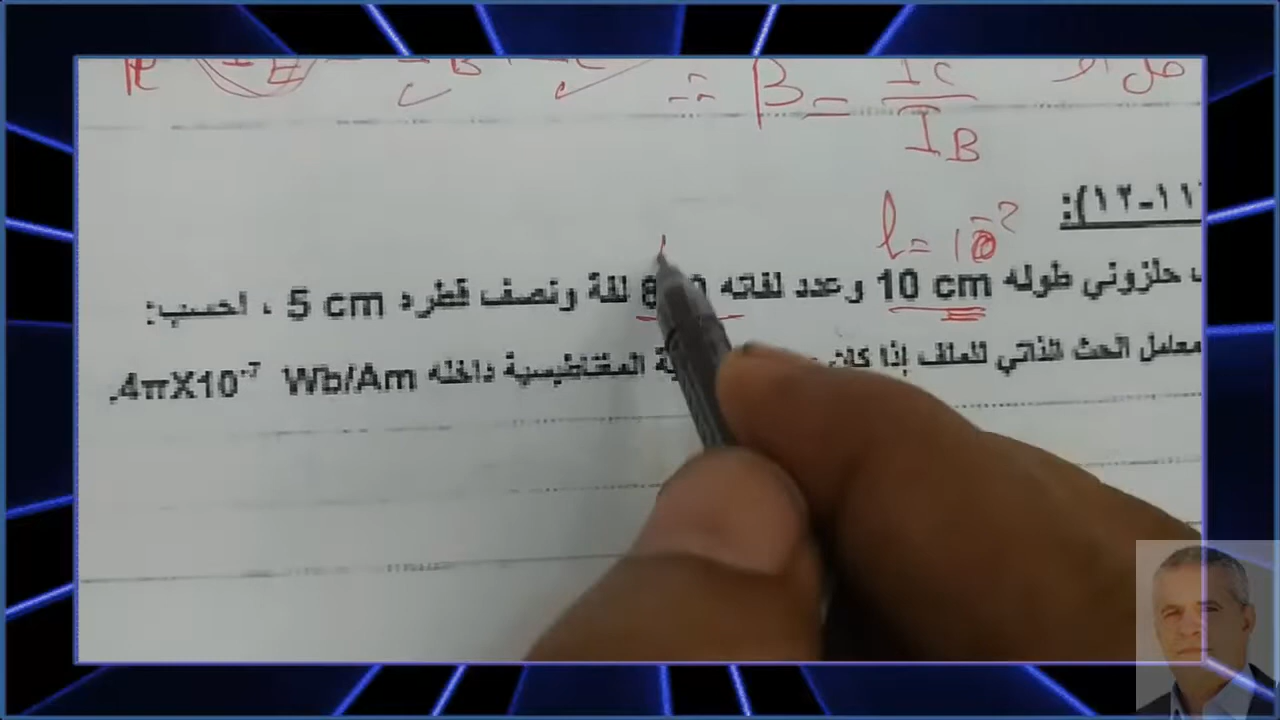 ∴ β = IC / IB
(١١-١٢):
l = 10⁻²
حلزوني طوله 10 cm وعدد لفاته لفة ونصف قطره 5 cm ، احسب:
معامل الحث الذاتي للملف إذا كان المغناطيسية داخله 4πX10⁻⁷ Wb/Am.